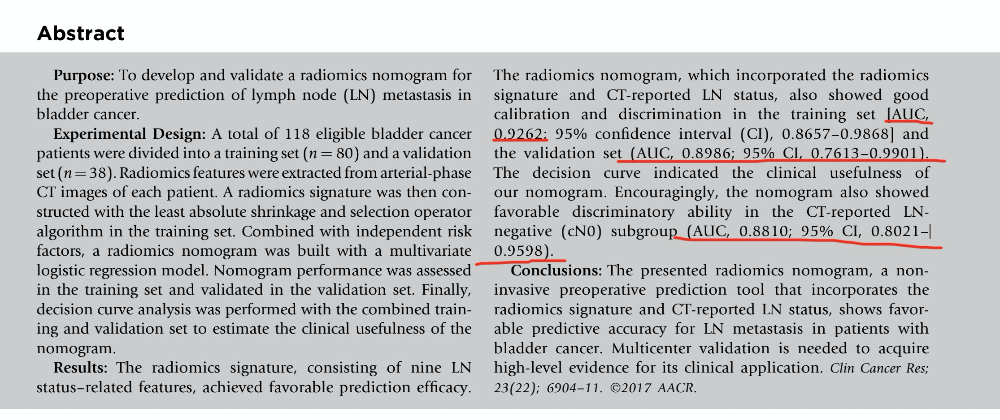 Abstract
Purpose: To develop and validate a radiomics nomogram for
the preoperative prediction of lymph node (LN) metastasis in
bladder cancer.
Experimental Design: A total of 118 eligible bladder cancer
patients were divided into a training set (n = 80) and a validation
set (n = 38). Radiomics features were extracted from arterial-phase
CT images of each patient. A radiomics signature was then con-
structed with the least absolute shrinkage and selection operator
algorithm in the training set. Combined with independent risk
factors, a radiomics nomogram was built with a multivariate
logistic regression model. Nomogram performance was assessed
in the training set and validated in the validation set. Finally,
decision curve analysis was performed with the combined train-
ing and validation set to estimate the clinical usefulness of the
nomogram.
Results: The radiomics signature, consisting of nine LN
status–related features, achieved favorable prediction efficacy.
The radiomics nomogram, which incorporated the radiomics
signature and CT-reported LN status, also showed good
calibration and discrimination in the training set [AUC,
0.9262; 95% confidence interval (CI), 0.8657–0.9868] and
the validation set (AUC, 0.8986; 95% CI, 0.7613–0.9901).
The decision curve indicated the clinical usefulness of
our nomogram. Encouragingly, the nomogram also showed
favorable discriminatory ability in the CT-reported LN-
negative (cN0) subgroup (AUC, 0.8810; 95% CI, 0.8021–
0.9598).
Conclusions: The presented radiomics nomogram, a non-
invasive preoperative prediction tool that incorporates the
radiomics signature and CT-reported LN status, shows favor-
able predictive accuracy for LN metastasis in patients with
bladder cancer. Multicenter validation is needed to acquire
high-level evidence for its clinical application. Clin Cancer Res;
23(22); 6904–11. ©2017 AACR.